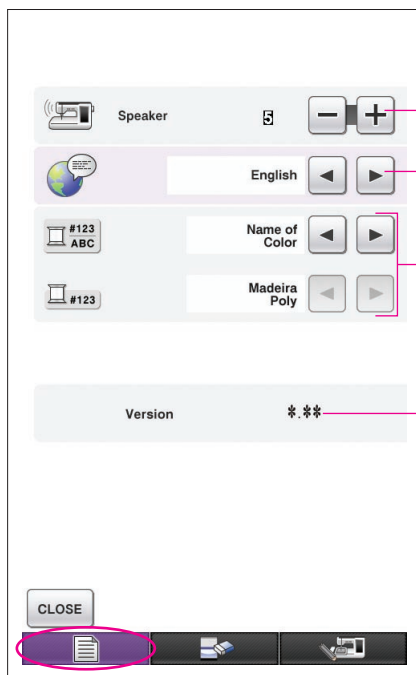 Speaker 5
English
#123
ABC
Name of
Color
#123
Madeira
Poly
Version *.**
CLOSE